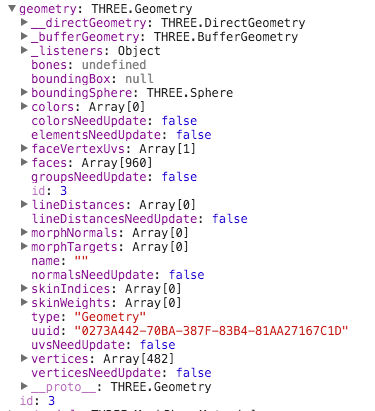 geometry: THREE.Geometry
__directGeometry: THREE.DirectGeometry
_bufferGeometry: THREE.BufferGeometry
_listeners: Object
bones: undefined
boundingBox: null
boundingSphere: THREE.Sphere
colors: Array[0]
colorsNeedUpdate: false
elementsNeedUpdate: false
faceVertexUvs: Array[1]
faces: Array[960]
groupsNeedUpdate: false
id: 3
lineDistances: Array[0]
lineDistancesNeedUpdate: false
morphNormals: Array[0]
morphTargets: Array[0]
name: ""
normalsNeedUpdate: false
skinIndices: Array[0]
skinWeights: Array[0]
type: "Geometry"
uuid: "0273A442-70BA-387F-83B4-81AA27167C1D"
uvsNeedUpdate: false
vertices: Array[482]
verticesNeedUpdate: false
__proto__: THREE.Geometry
id: 3